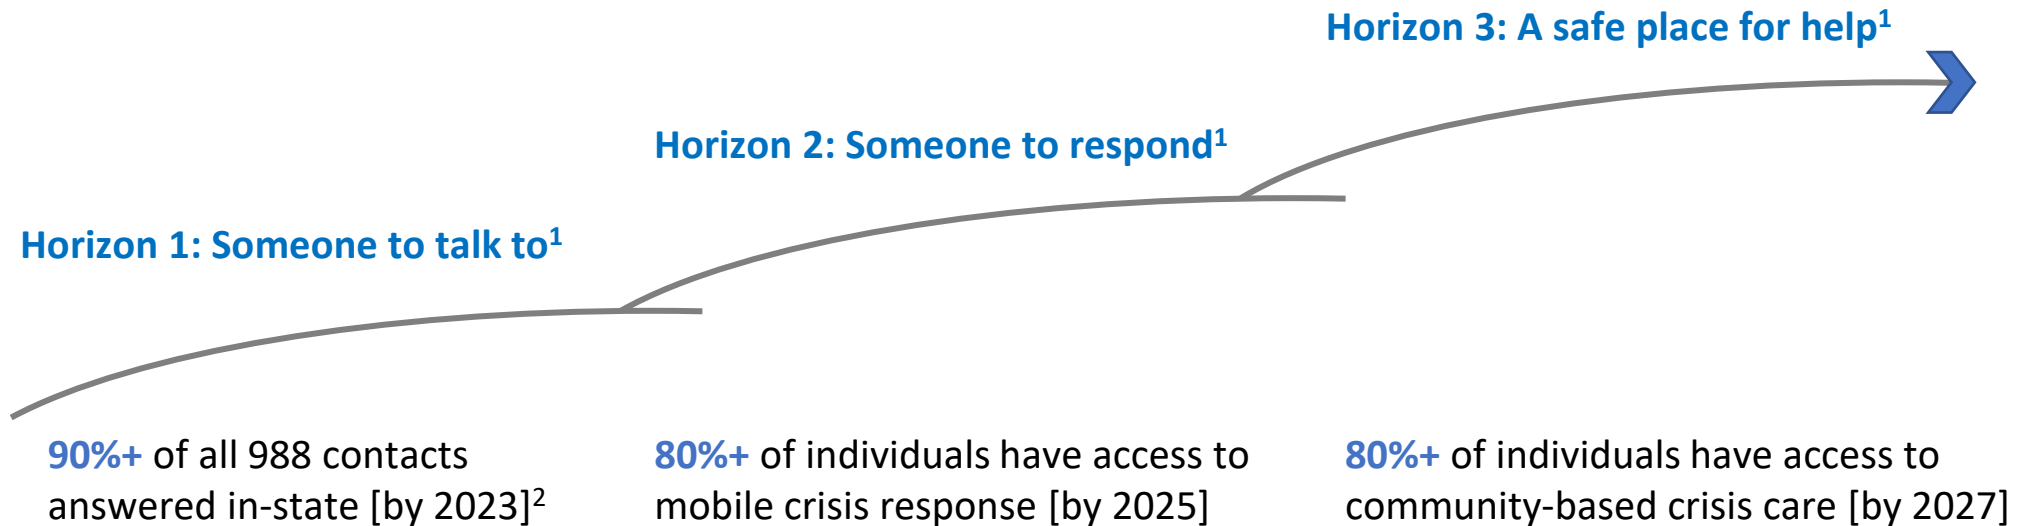 Horizon 3: A safe place for help¹
Horizon 2: Someone to respond¹
Horizon 1: Someone to talk to¹
90%+ of all 988 contacts
answered in-state [by 2023]²
80%+ of individuals have access to
mobile crisis response [by 2025]
80%+ of individuals have access to
community-based crisis care [by 2027]